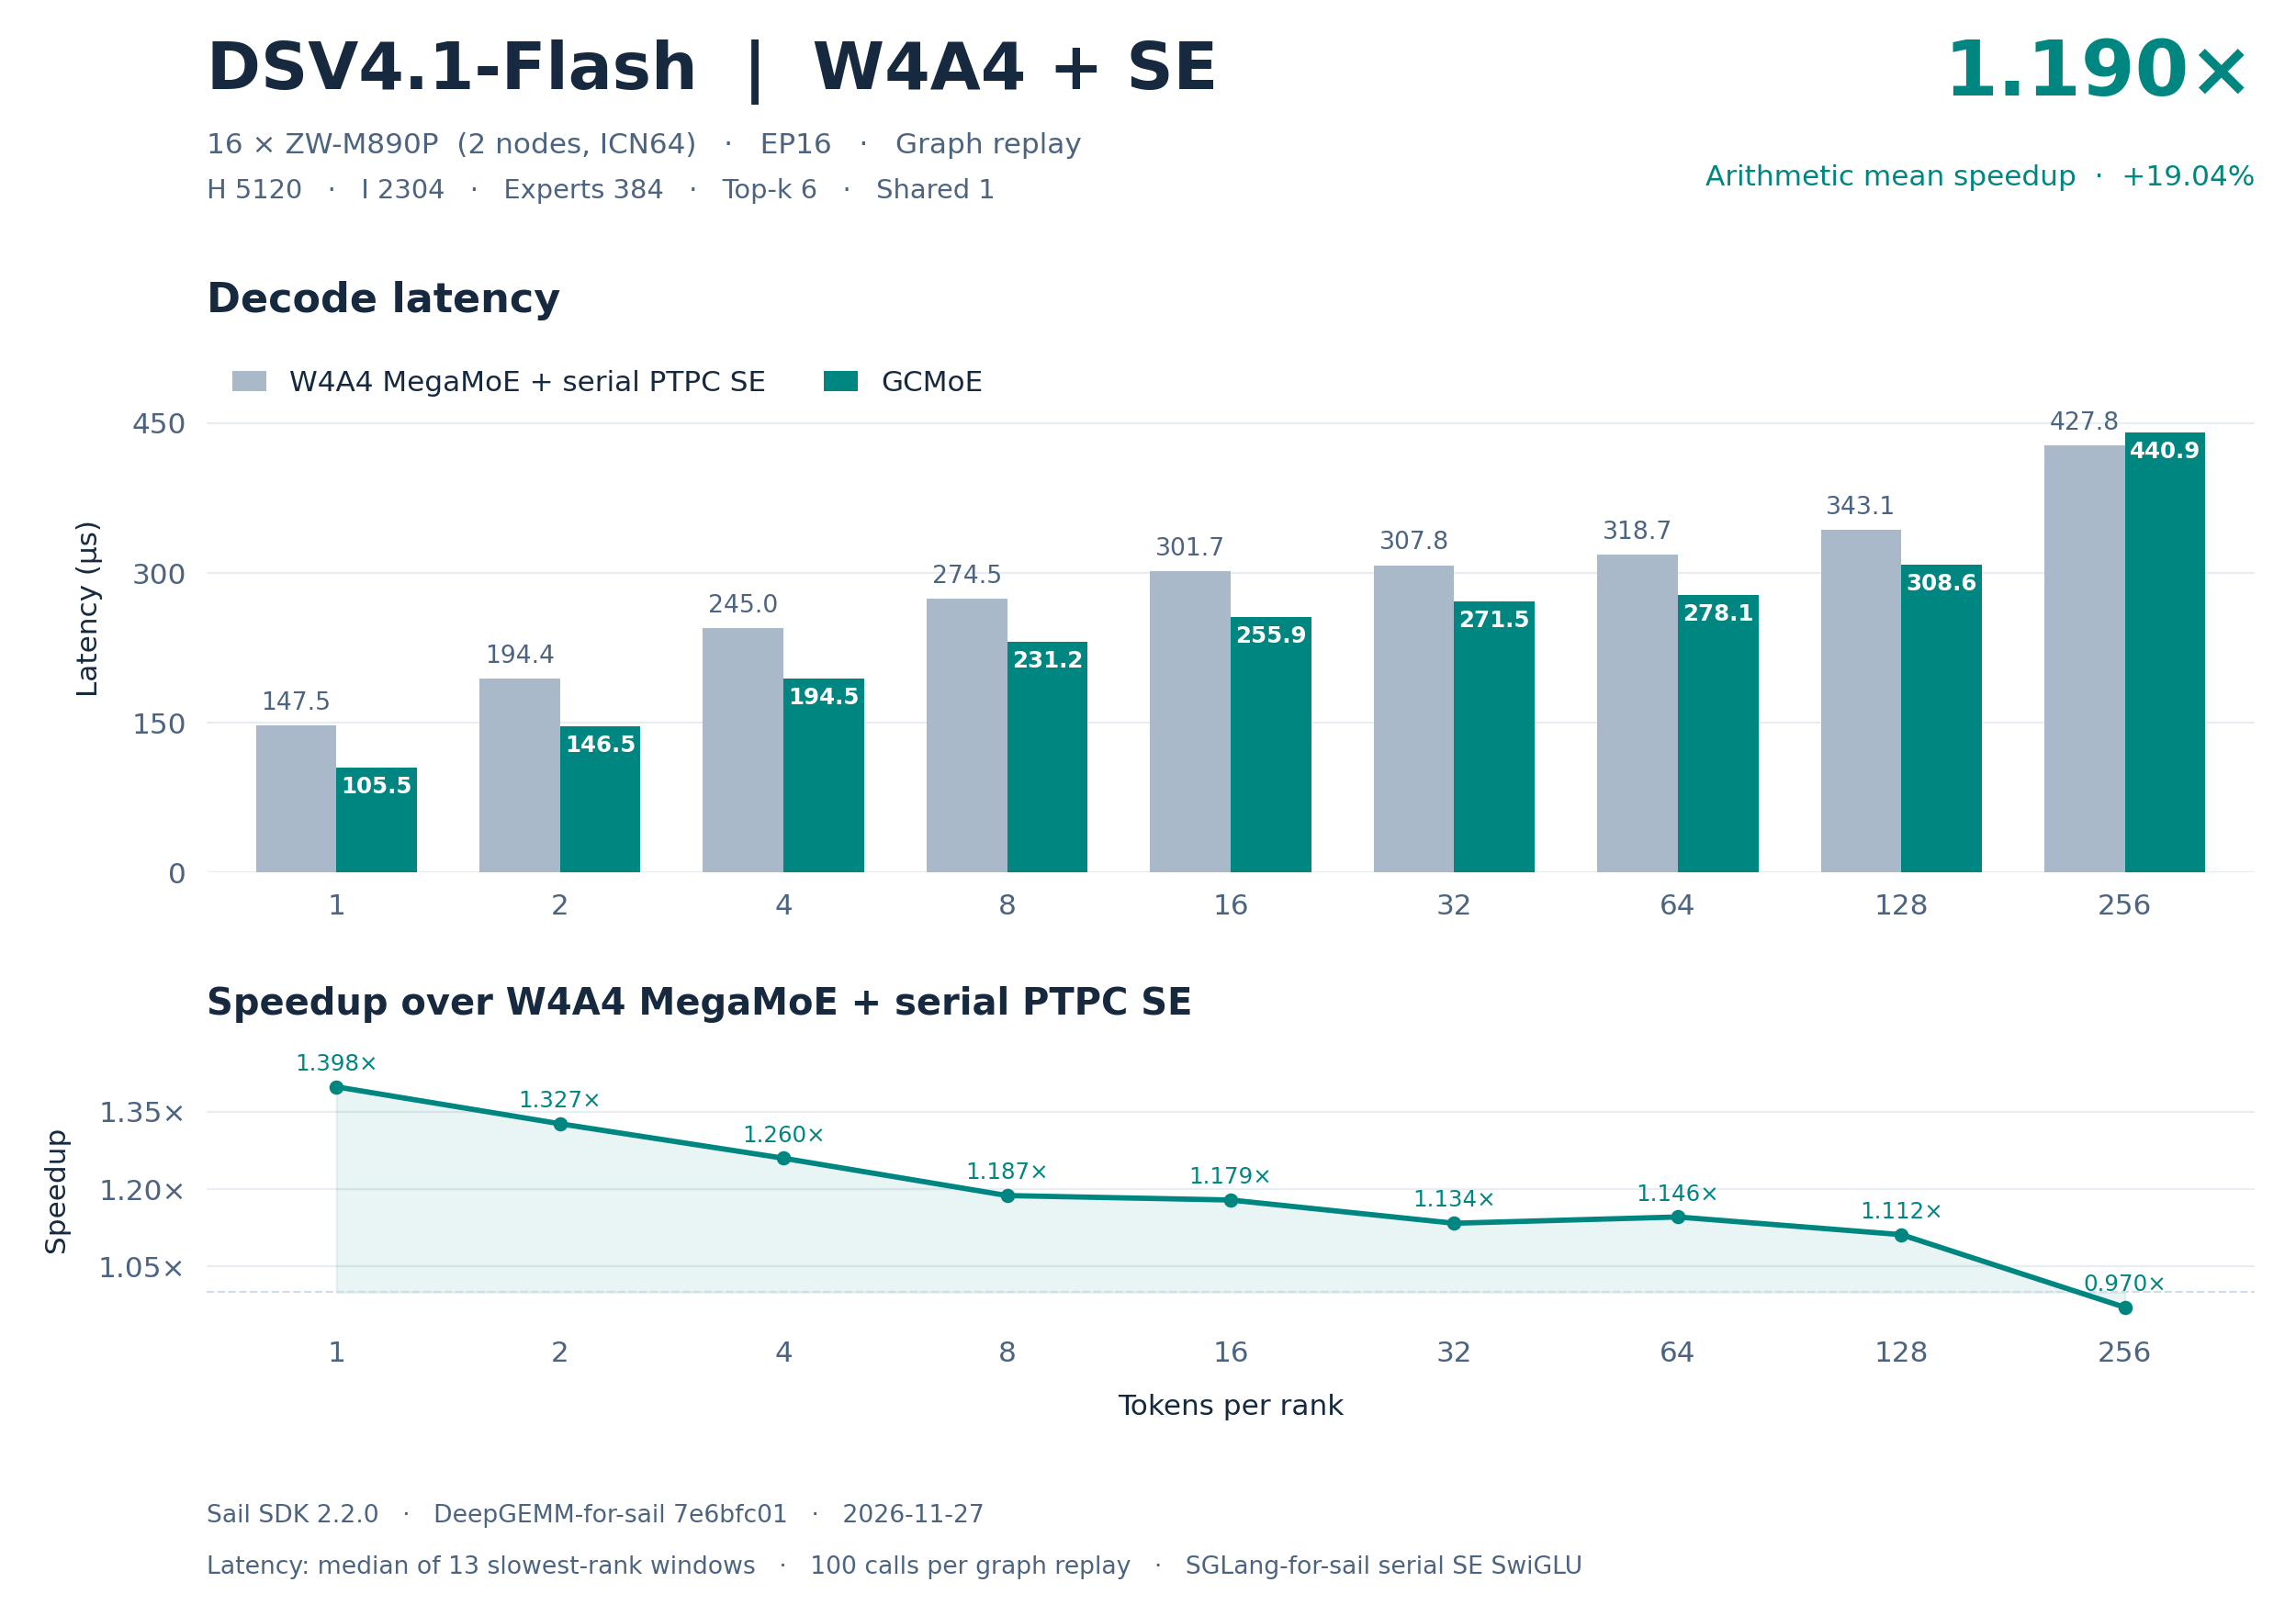 DSV4.1-Flash | W4A4 + SE
1.190×
16 × ZW-M890P (2 nodes, ICN64) · EP16 · Graph replay
Arithmetic mean speedup · +19.04%
H 5120 · I 2304 · Experts 384 · Top-k 6 · Shared 1
Decode latency
W4A4 MegaMoE + serial PTPC SE
GCMoE
Latency (µs)
450
300
150
0
147.5
105.5
194.4
146.5
245.0
194.5
274.5
231.2
301.7
255.9
307.8
271.5
318.7
278.1
343.1
308.6
427.8
440.9
1 2 4 8 16 32 64 128 256
Speedup over W4A4 MegaMoE + serial PTPC SE
Speedup
1.35×
1.20×
1.05×
1.398×
1.327×
1.260×
1.187×
1.179×
1.134×
1.146×
1.112×
0.970×
1 2 4 8 16 32 64 128 256
Tokens per rank
Sail SDK 2.2.0 · DeepGEMM-for-sail 7e6bfc01 · 2026-11-27
Latency: median of 13 slowest-rank windows · 100 calls per graph replay · SGLang-for-sail serial SE SwiGLU